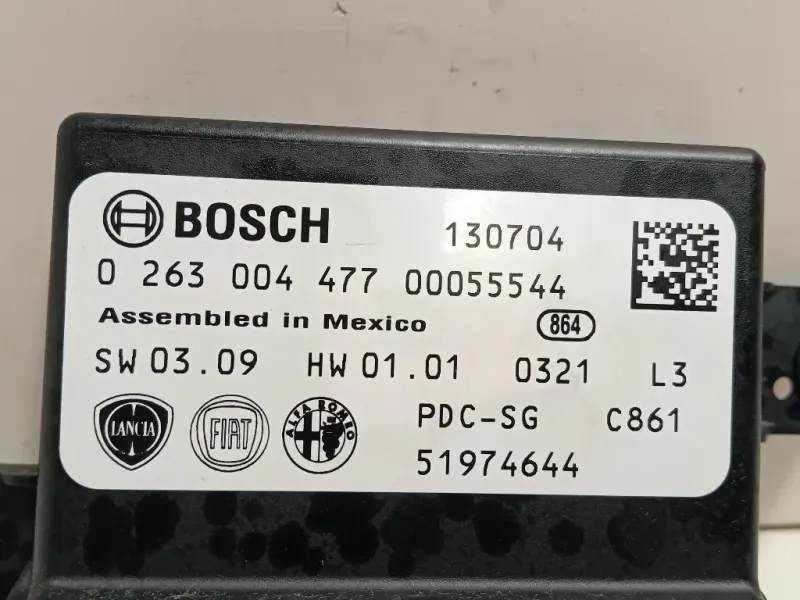 BOSCH 130704
0 263 004 477 00055544
Assembled in Mexico 864
SW 03.09 HW 01.01 0321 L3
LANCIA FIAT ALFA ROMEO PDC-SG C861
51974644